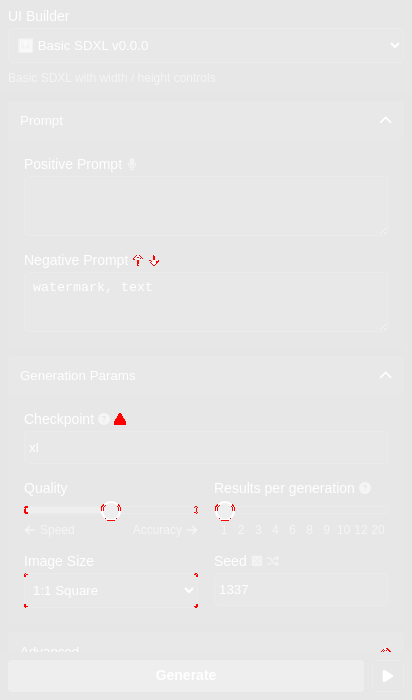 UI Builder
Basic SDXL v0.0.0
Basic SDXL with width / height controls
Prompt
Positive Prompt
Negative Prompt
watermark, text
Generation Params
Checkpoint
xl
Quality
Results per generation
Speed
Accuracy
1 2 3 4 6 8 9 10 12 20
Image Size
Seed
1:1 Square
1337
Advanced
Generate